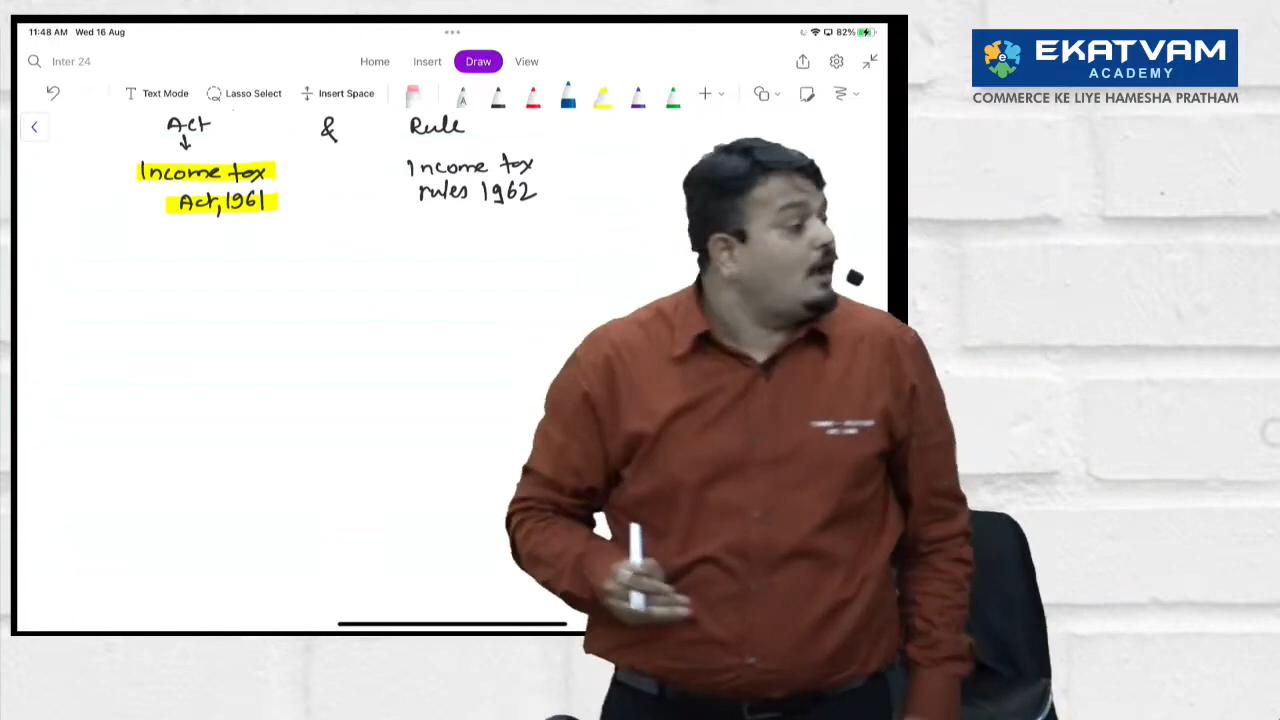 11:48 AM Wed 16 Aug
82%
Inter 24
Home Insert Draw View
Text Mode Lasso Select Insert Space
Act & Rule
Income tax
Act, 1961
Income tax
rules 1962
EKATVAM
ACADEMY
COMMERCE KE LIYE HAMESHA PRATHAM